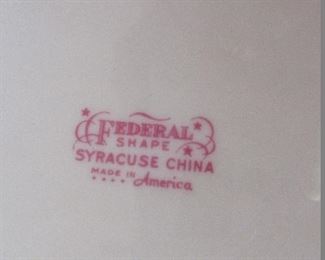 FEDERAL
SHAPE
SYRACUSE CHINA
MADE IN America